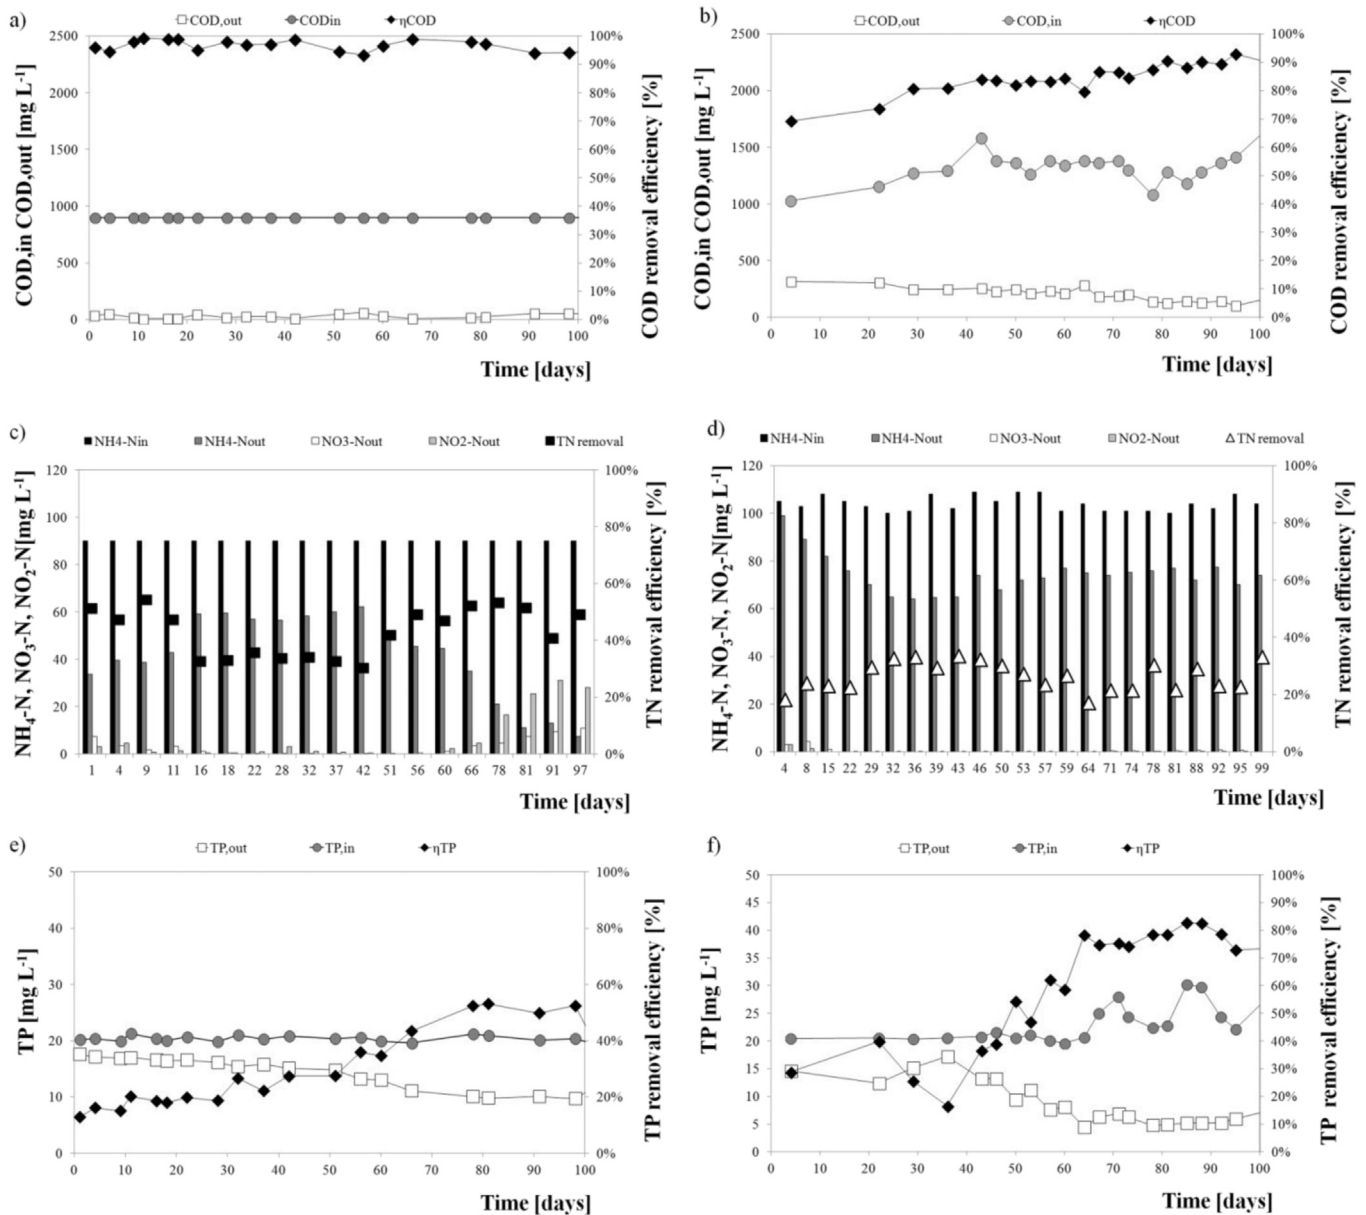 a)
COD,out CODin ηCOD
COD,in COD,out [mg L-1]
2500
2000
1500
1000
500
0
100%
90%
80%
70%
60%
50%
40%
30%
20%
10%
0%
COD removal efficiency [%]
0 10 20 30 40 50 60 70 80 90 100
Time [days]
b)
COD,out COD,in ηCOD
COD,in COD,out [mg L-1]
2500
2000
1500
1000
500
0
100%
90%
80%
70%
60%
50%
40%
30%
20%
10%
0%
COD removal efficiency [%]
0 10 20 30 40 50 60 70 80 90 100
Time [days]
c)
NH4-Nin NH4-Nout NO3-Nout NO2-Nout TN removal
NH4-N, NO3-N, NO2-N[mg L-1]
120
100
80
60
40
20
0
100%
80%
60%
40%
20%
0%
TN removal efficiency [%]
1 4 9 11 16 18 22 28 32 37 42 51 56 60 66 78 81 91 97
Time [days]
d)
NH4-Nin NH4-Nout NO3-Nout NO2-Nout TN removal
NH4-N, NO3-N, NO2-N[mg L-1]
120
100
80
60
40
20
0
100%
80%
60%
40%
20%
0%
TN removal efficiency [%]
4 8 15 22 29 32 36 39 43 46 50 53 57 59 64 71 74 78 81 88 92 95 99
Time [days]
e)
TP,out TP,in ηTP
TP [mg L-1]
50
40
30
20
10
0
100%
80%
60%
40%
20%
0%
TP removal efficiency [%]
0 10 20 30 40 50 60 70 80 90 100
Time [days]
f)
TP,out TP,in ηTP
TP [mg L-1]
50
45
40
35
30
25
20
15
10
5
0
100%
90%
80%
70%
60%
50%
40%
30%
20%
10%
0%
TP removal efficiency [%]
0 10 20 30 40 50 60 70 80 90 100
Time [days]